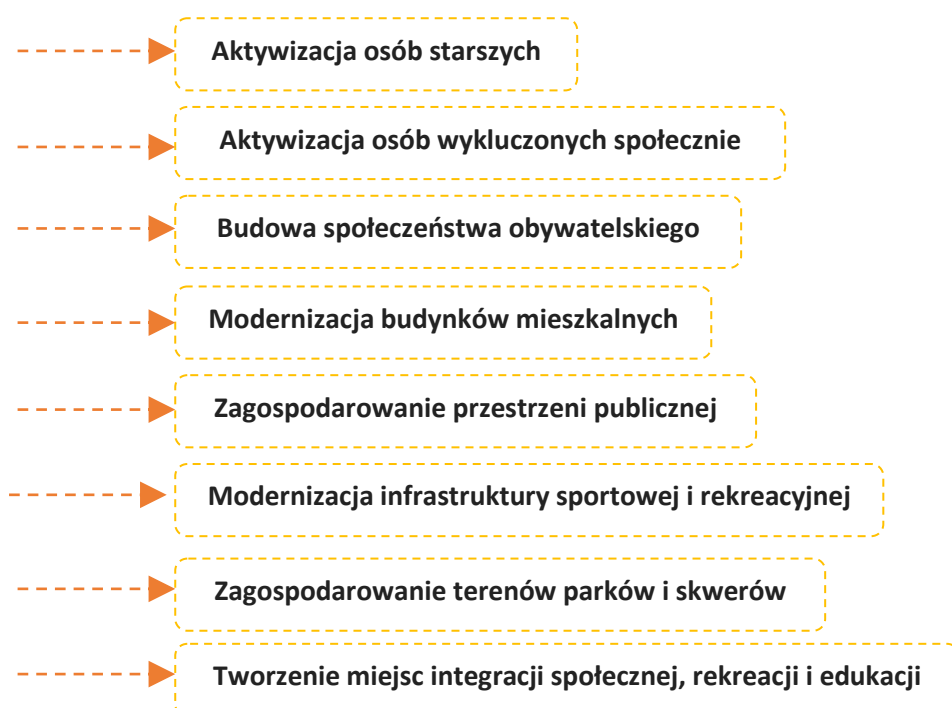 Aktywizacja osób starszych
Aktywizacja osób wykluczonych społecznie
Budowa społeczeństwa obywatelskiego
Modernizacja budynków mieszkalnych
Zagospodarowanie przestrzeni publicznej
Modernizacja infrastruktury sportowej i rekreacyjnej
Zagospodarowanie terenów parków i skwerów
Tworzenie miejsc integracji społecznej, rekreacji i edukacji